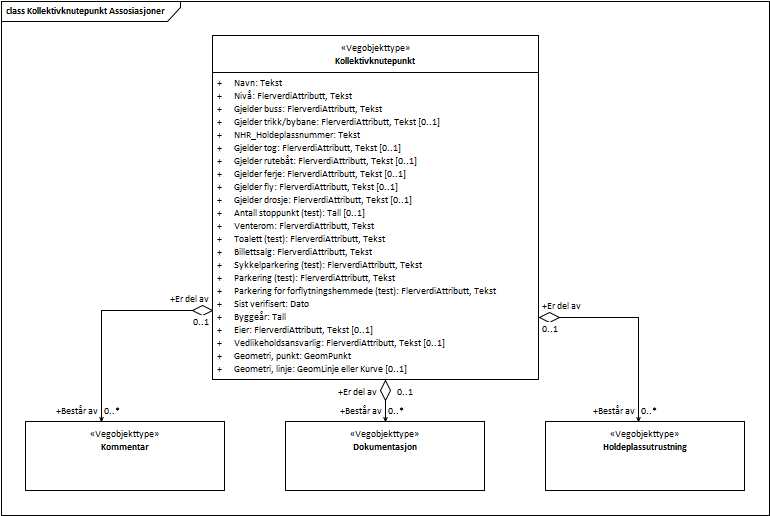 class Kollektivknutepunkt Assosiasjoner
«Vegobjekttype»
Kollektivknutepunkt
+ Navn: Tekst
+ Nivå: FlerverdiAttributt, Tekst
+ Gjelder buss: FlerverdiAttributt, Tekst
+ Gjelder trikk/bybane: FlerverdiAttributt, Tekst [0..1]
+ NHR_Holdeplassnummer: Tekst
+ Gjelder tog: FlerverdiAttributt, Tekst [0..1]
+ Gjelder rutebåt: FlerverdiAttributt, Tekst [0..1]
+ Gjelder ferje: FlerverdiAttributt, Tekst [0..1]
+ Gjelder fly: FlerverdiAttributt, Tekst [0..1]
+ Gjelder drosje: FlerverdiAttributt, Tekst [0..1]
+ Antall stoppunkt (test): Tall [0..1]
+ Venterom: FlerverdiAttributt, Tekst
+ Toalett (test): FlerverdiAttributt, Tekst
+ Billettsalg: FlerverdiAttributt, Tekst
+ Sykkelparkering (test): FlerverdiAttributt, Tekst
+ Parkering (test): FlerverdiAttributt, Tekst
+ Parkering for forflytningshemmede (test): FlerverdiAttributt, Tekst
+ Sist verifisert: Dato
+ Byggeår: Tall
+ Eier: FlerverdiAttributt, Tekst [0..1]
+ Vedlikeholdsansvarlig: FlerverdiAttributt, Tekst [0..1]
+ Geometri, punkt: GeomPunkt
+ Geometri, linje: GeomLinje eller Kurve [0..1]
+Er del av
0..1
+Er del av
0..1
+Er del av 0..1
+Består av 0..*
+Består av 0..*
+Består av 0..*
«Vegobjekttype»
Kommentar
«Vegobjekttype»
Dokumentasjon
«Vegobjekttype»
Holdeplassutrustning